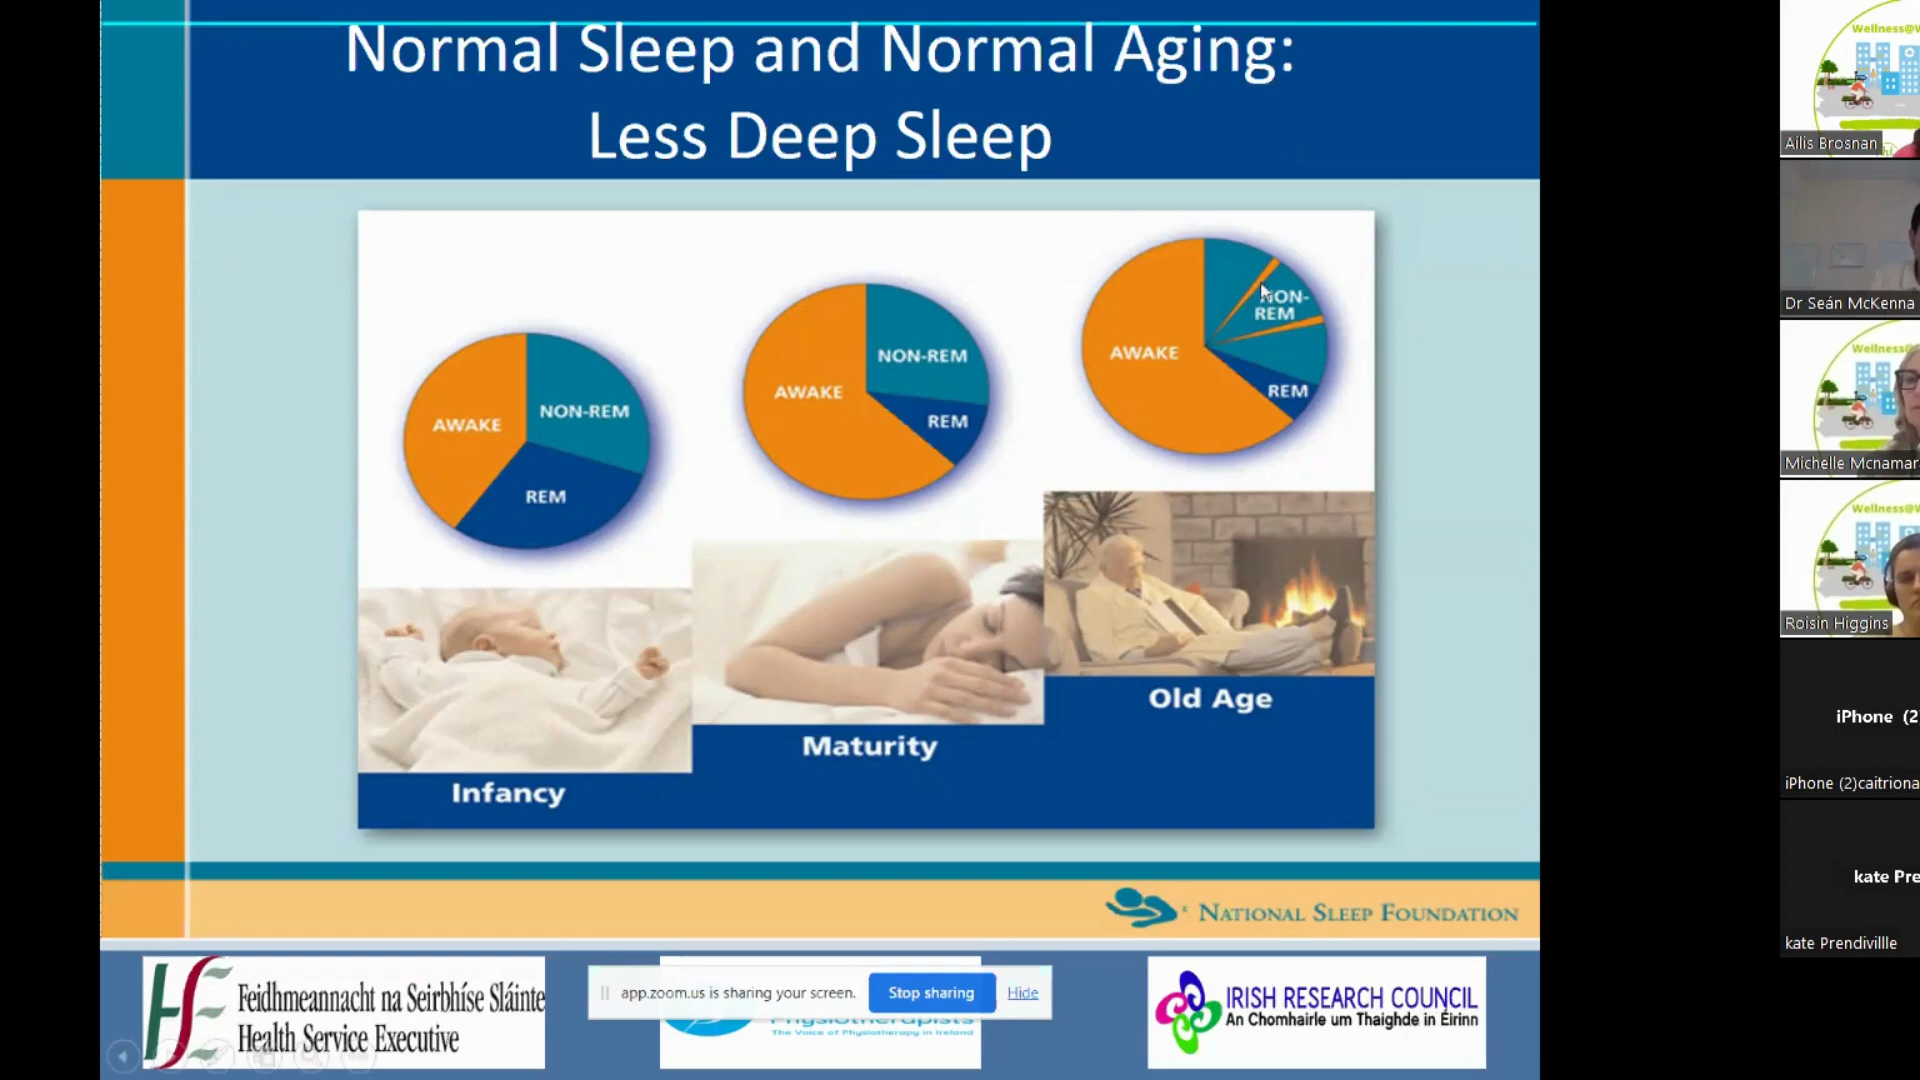 Normal Sleep and Normal Aging:
Less Deep Sleep
AWAKE
NON-REM
REM
AWAKE
NON-REM
REM
AWAKE
NON-
REM
REM
Infancy
Maturity
Old Age
NATIONAL SLEEP FOUNDATION
Feidhmeannacht na Seirbhíse Sláinte
Health Service Executive
app.zoom.us is sharing your screen.
Stop sharing
Hide
The Voice of Physiotherapy in Ireland
IRISH RESEARCH COUNCIL
An Chomhairle um Thaighde in Éirinn
Wellness@W
Ailis Brosnan
Dr Seán McKenna
Wellness@W
Michelle Mcnamar
Wellness@W
Roisin Higgins
iPhone (2
iPhone (2)caitriona
kate Pre
kate Prendivillle